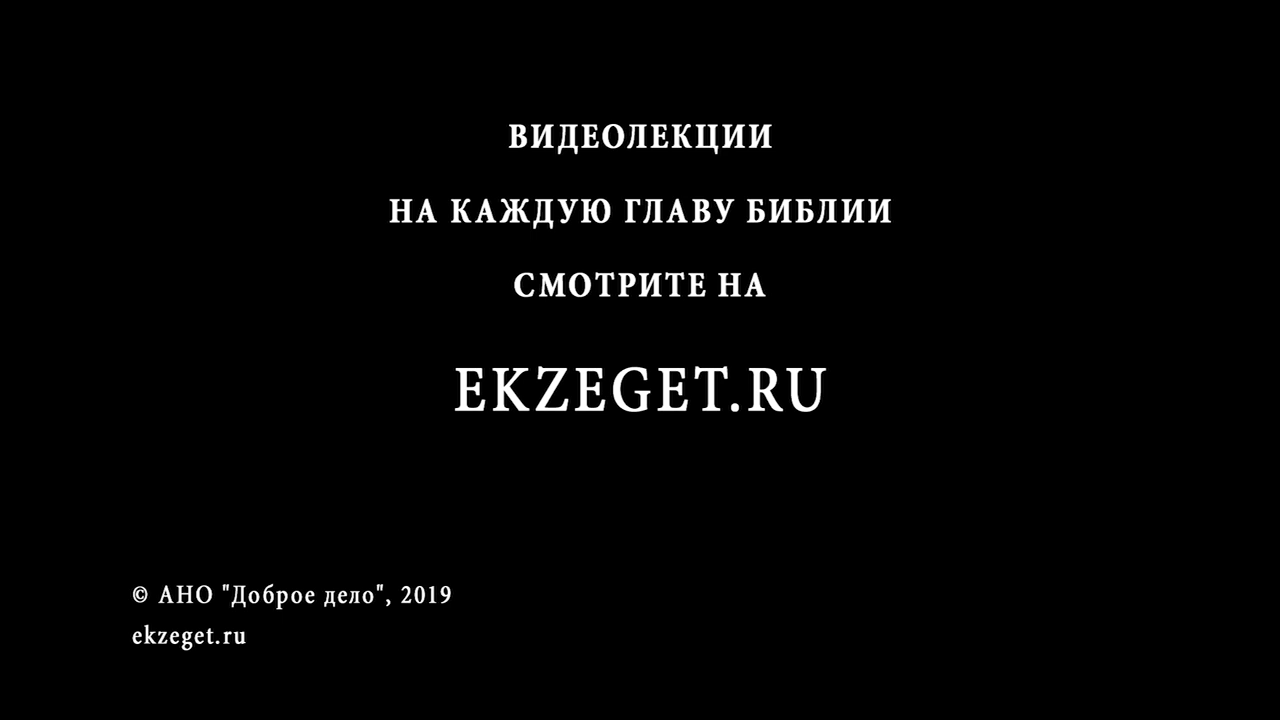 ВИДЕОЛЕКЦИИ
НА КАЖДУЮ ГЛАВУ БИБЛИИ
СМОТРИТЕ НА
EKZEGET.RU
© АНО "Доброе дело", 2019
ekzeget.ru